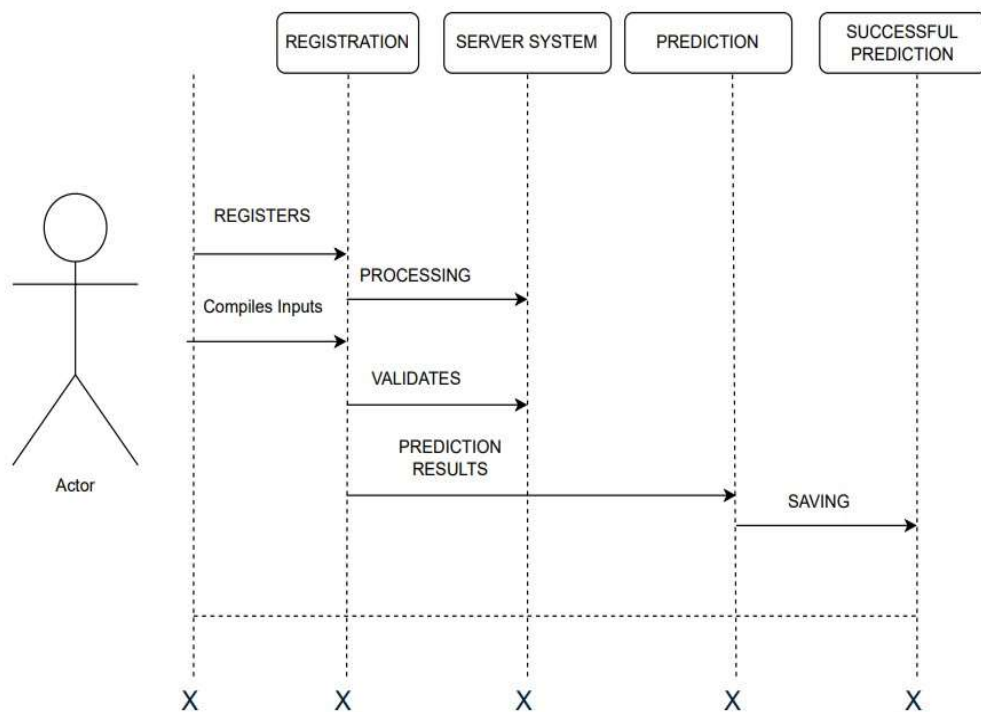 REGISTRATION
SERVER SYSTEM
PREDICTION
SUCCESSFUL
PREDICTION
REGISTERS
PROCESSING
Compiles Inputs
VALIDATES
PREDICTION
RESULTS
Actor
SAVING
X X X X X